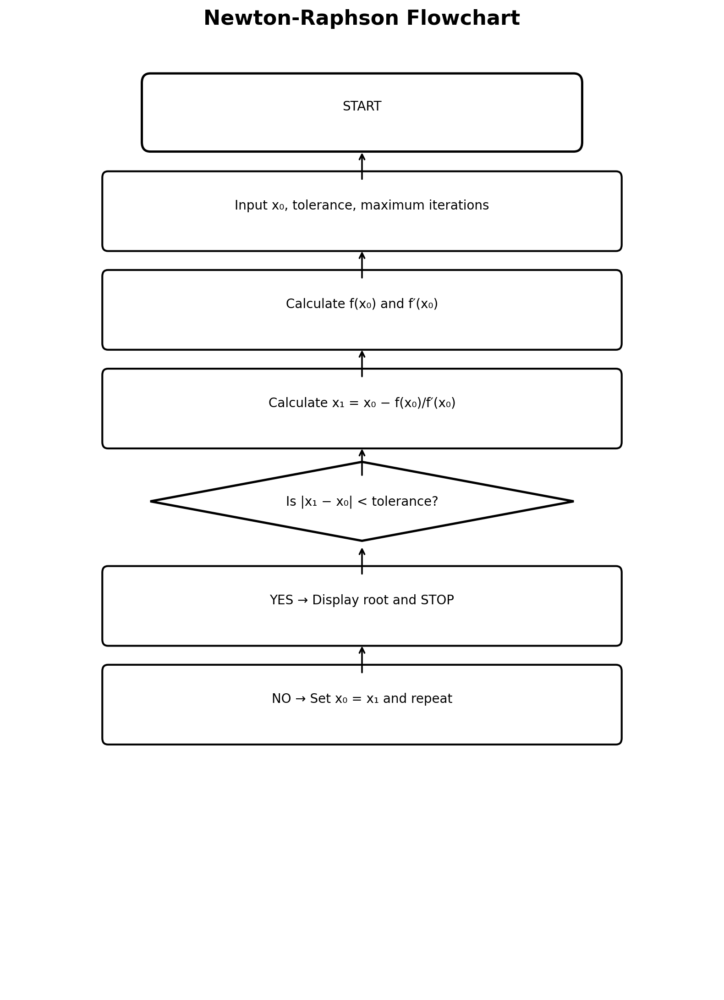 Newton-Raphson Flowchart
START
Input x₀, tolerance, maximum iterations
Calculate f(x₀) and f′(x₀)
Calculate x₁ = x₀ − f(x₀)/f′(x₀)
Is |x₁ − x₀| < tolerance?
YES → Display root and STOP
NO → Set x₀ = x₁ and repeat